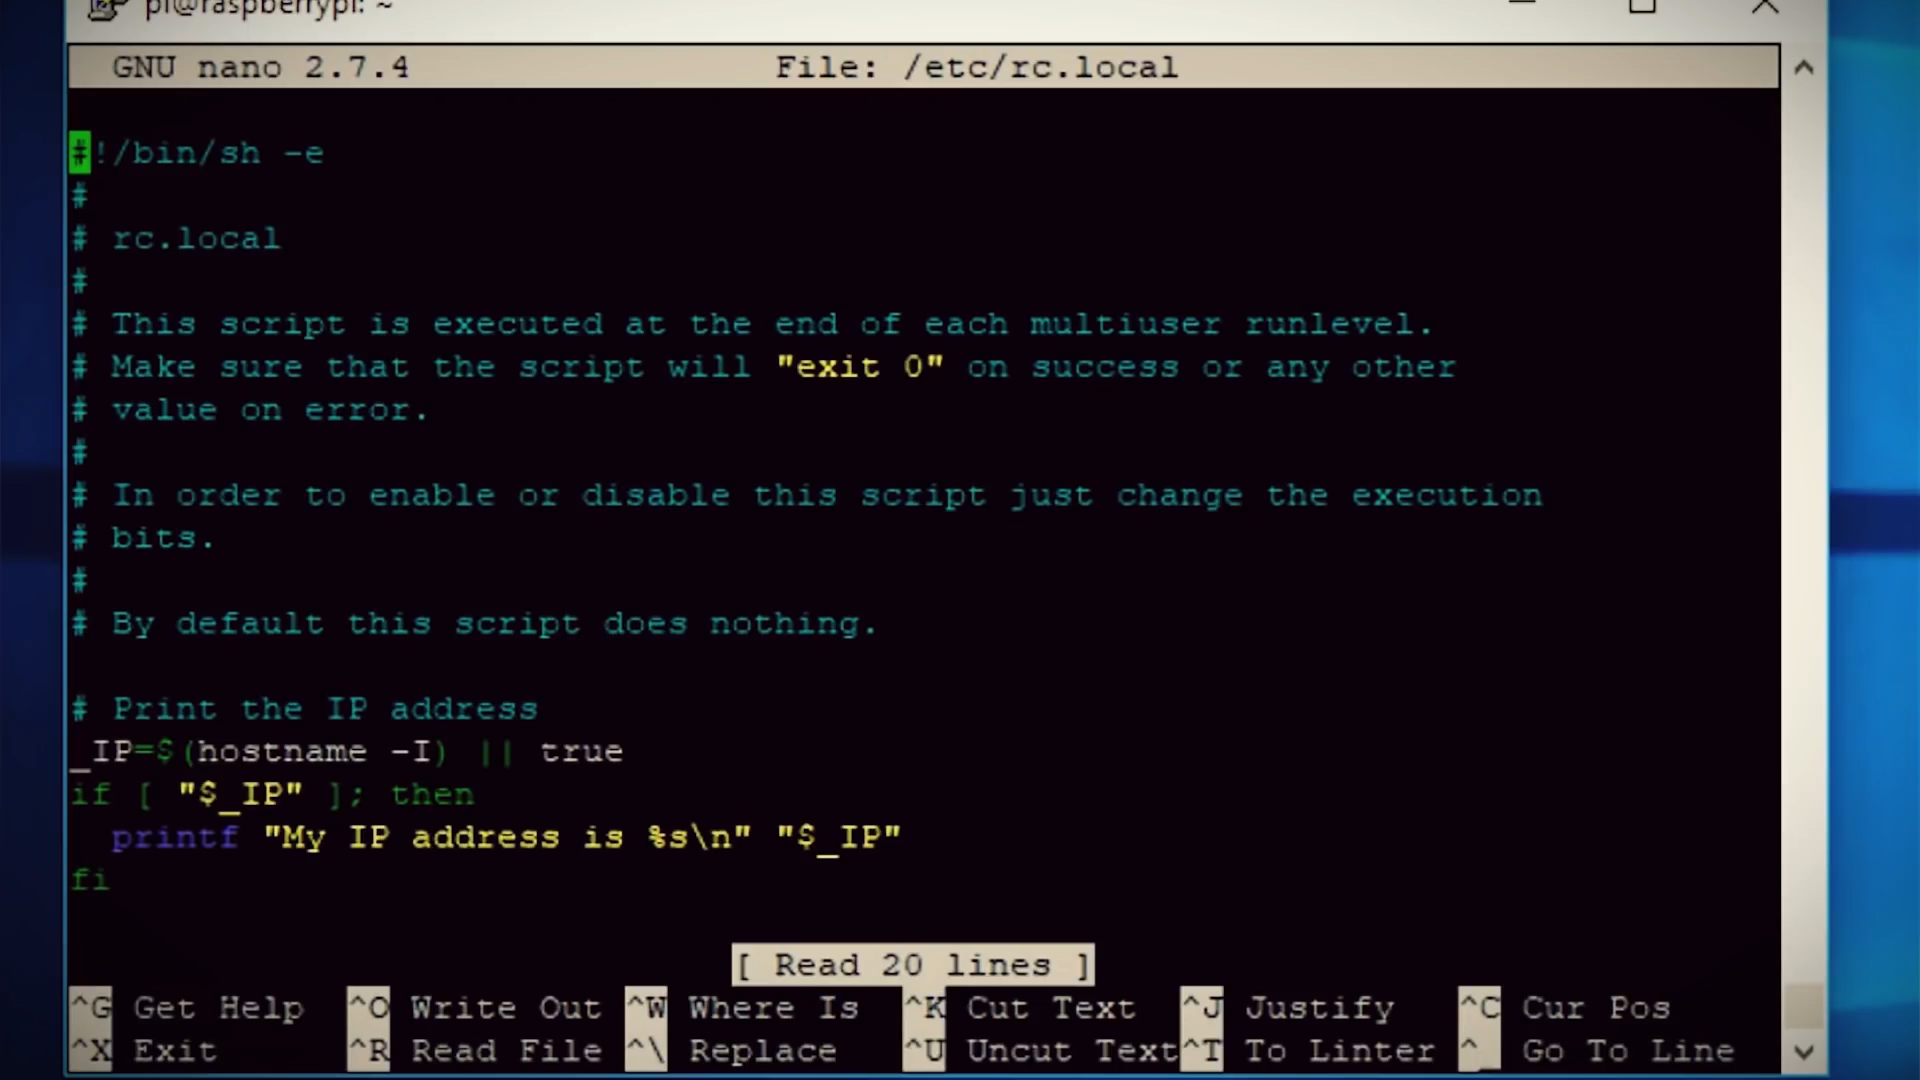 pi@raspberrypi: ~
GNU nano 2.7.4 File: /etc/rc.local
#!/bin/sh -e
#
# rc.local
#
# This script is executed at the end of each multiuser runlevel.
# Make sure that the script will "exit 0" on success or any other
# value on error.
#
# In order to enable or disable this script just change the execution
# bits.
#
# By default this script does nothing.
# Print the IP address
_IP=$(hostname -I) || true
if [ "$_IP" ]; then
  printf "My IP address is %s\n" "$_IP"
fi
[ Read 20 lines ]
^G Get Help ^O Write Out ^W Where Is ^K Cut Text ^J Justify ^C Cur Pos
^X Exit ^R Read File ^\ Replace ^U Uncut Text ^T To Linter ^_ Go To Line